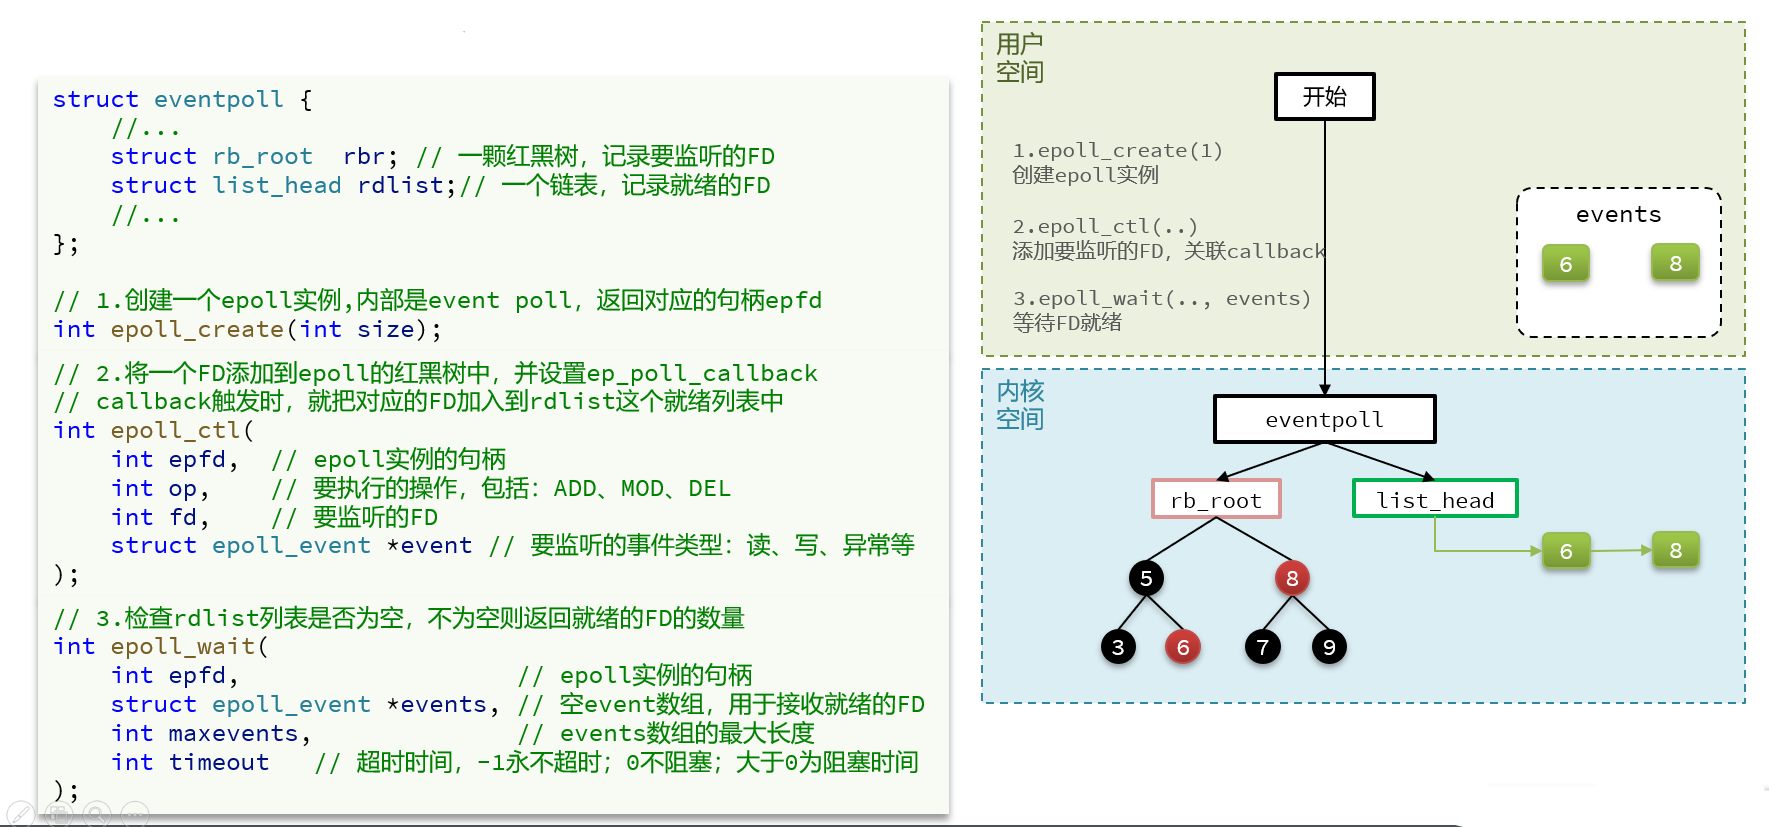 struct eventpoll {
    //...
    struct rb_root  rbr; // 一颗红黑树，记录要监听的FD
    struct list_head rdlist;// 一个链表，记录就绪的FD
    //...
};
// 1.创建一个epoll实例,内部是event poll，返回对应的句柄epfd
int epoll_create(int size);
// 2.将一个FD添加到epoll的红黑树中，并设置ep_poll_callback
// callback触发时，就把对应的FD加入到rdlist这个就绪列表中
int epoll_ctl(
    int epfd,  // epoll实例的句柄
    int op,    // 要执行的操作，包括：ADD、MOD、DEL
    int fd,    // 要监听的FD
    struct epoll_event *event // 要监听的事件类型：读、写、异常等
);
// 3.检查rdlist列表是否为空，不为空则返回就绪的FD的数量
int epoll_wait(
    int epfd,                   // epoll实例的句柄
    struct epoll_event *events, // 空event数组，用于接收就绪的FD
    int maxevents,              // events数组的最大长度
    int timeout   // 超时时间，-1永不超时；0不阻塞；大于0为阻塞时间
);
用户
空间
开始
1.epoll_create(1)
创建epoll实例
2.epoll_ctl(..)
添加要监听的FD，关联callback
3.epoll_wait(.., events)
等待FD就绪
events
6
8
内核
空间
eventpoll
rb_root
list_head
6
8
5
8
3
6
7
9